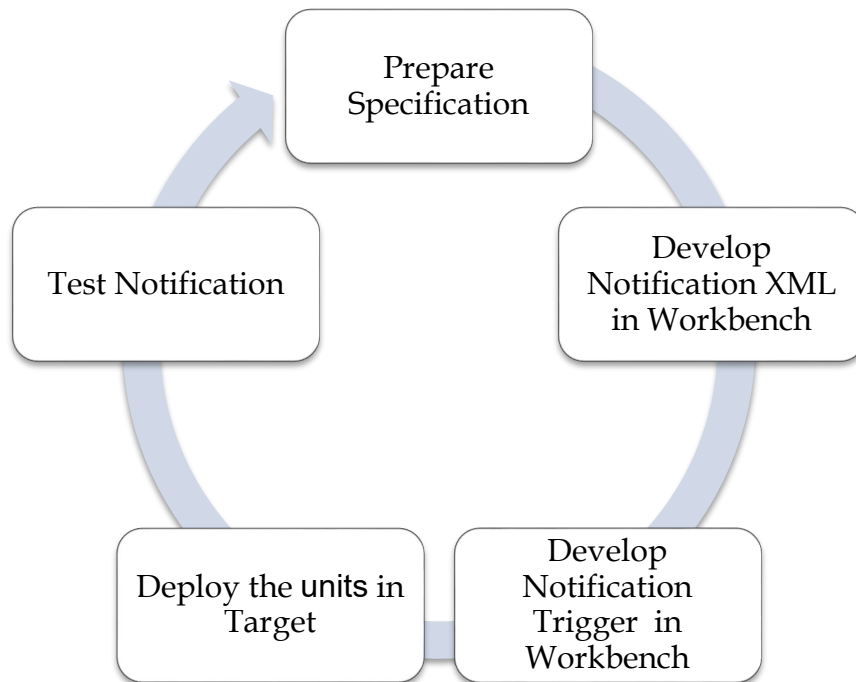 Prepare
Specification
Develop
Notification XML
in Workbench
Develop
Notification
Trigger in
Workbench
Deploy the units in
Target
Test Notification